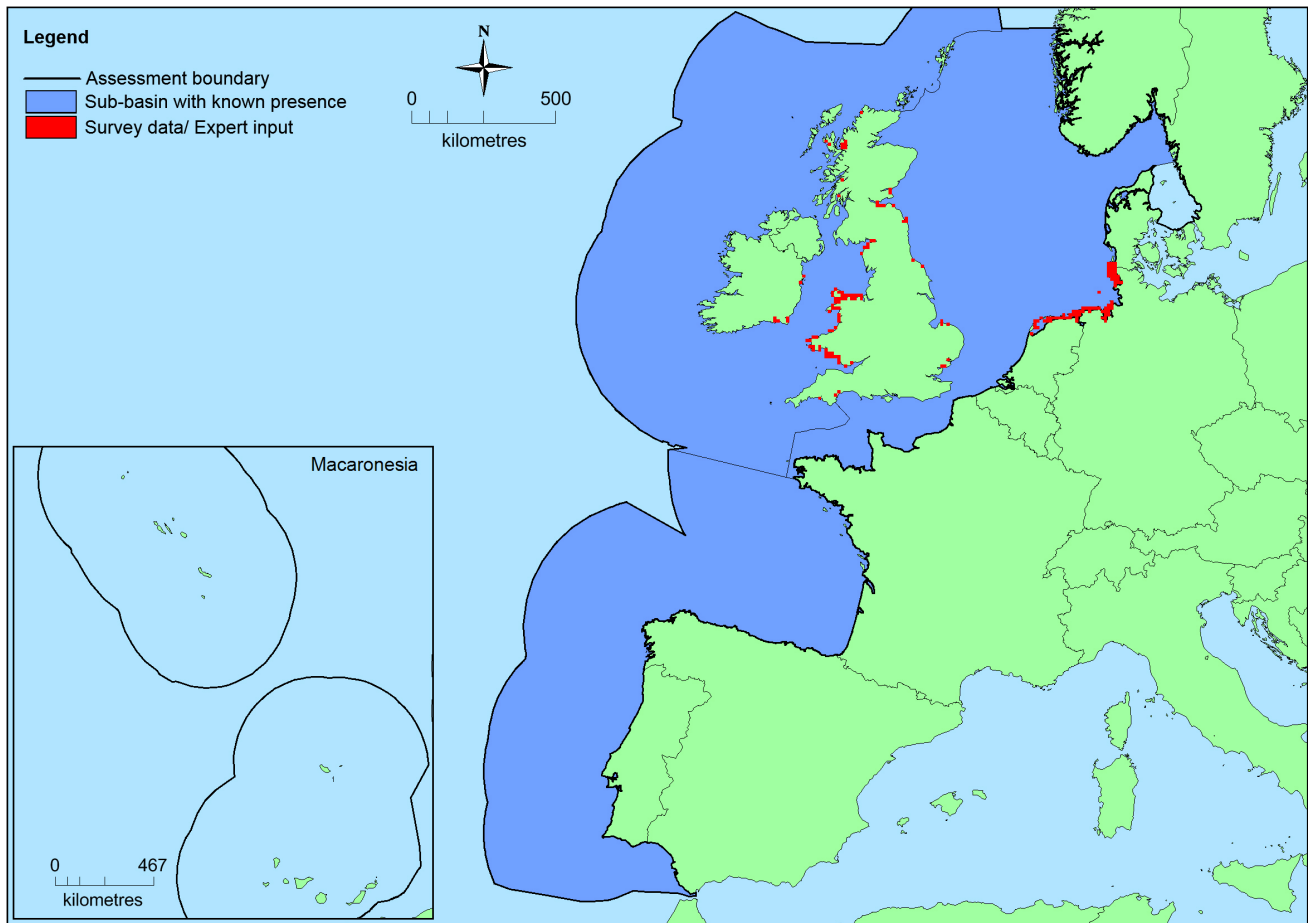 Legend
Assessment boundary
Sub-basin with known presence
Survey data/ Expert input
N
0 500
kilometres
Macaronesia
0 467
kilometres